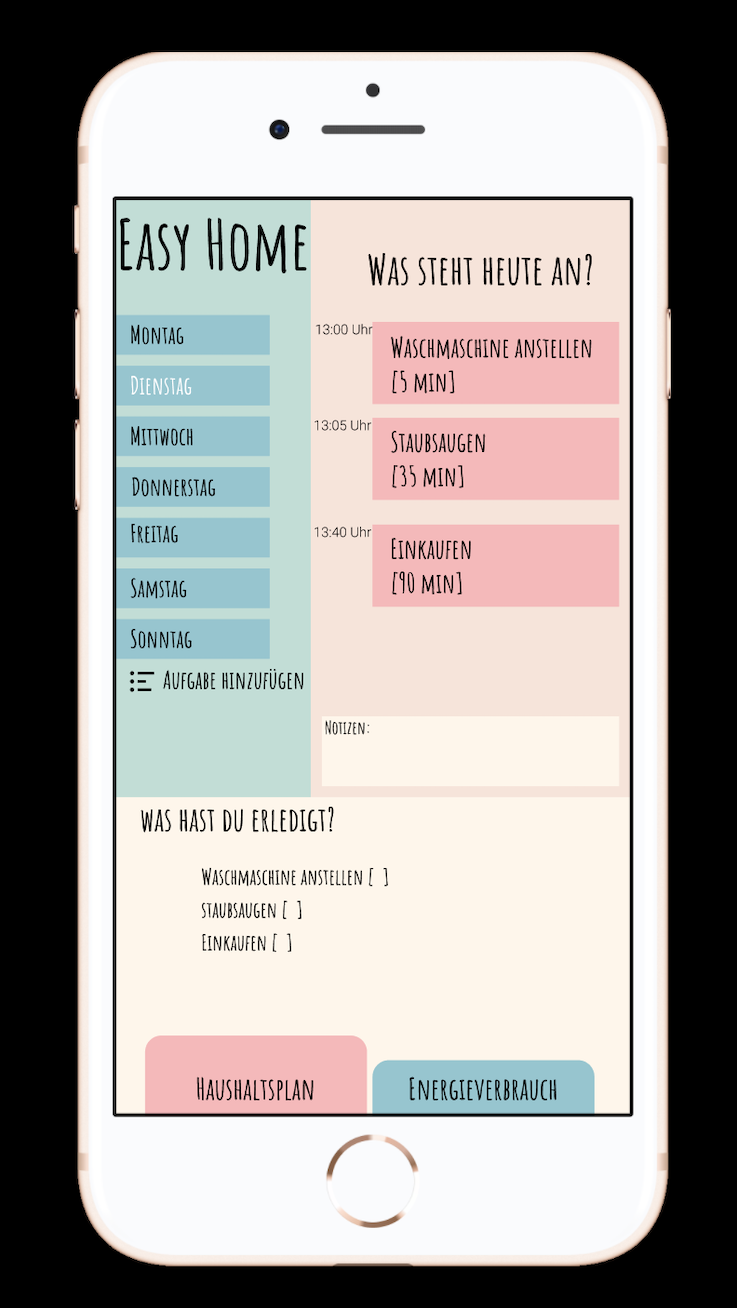 Easy Home
Montag
Dienstag
Mittwoch
Donnerstag
Freitag
Samstag
Sonntag
Aufgabe hinzufügen
Was steht heute an?
13:00 Uhr
Waschmaschine anstellen
[5 min]
13:05 Uhr
Staubsaugen
[35 min]
13:40 Uhr
Einkaufen
[90 min]
Notizen:
was hast du erledigt?
Waschmaschine anstellen [ ]
staubsaugen [ ]
Einkaufen [ ]
Haushaltsplan
Energieverbrauch